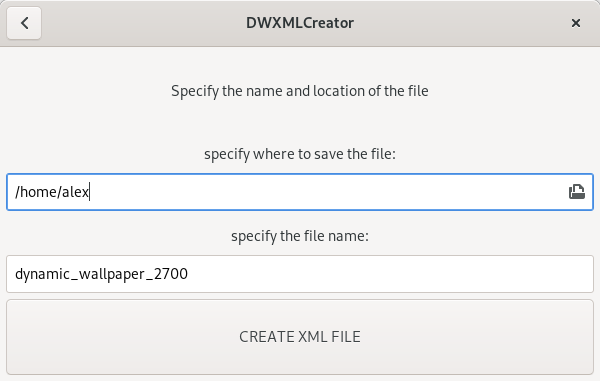 DWXMLCreator
Specify the name and location of the file
specify where to save the file:
/home/alex
specify the file name:
dynamic_wallpaper_2700
CREATE XML FILE